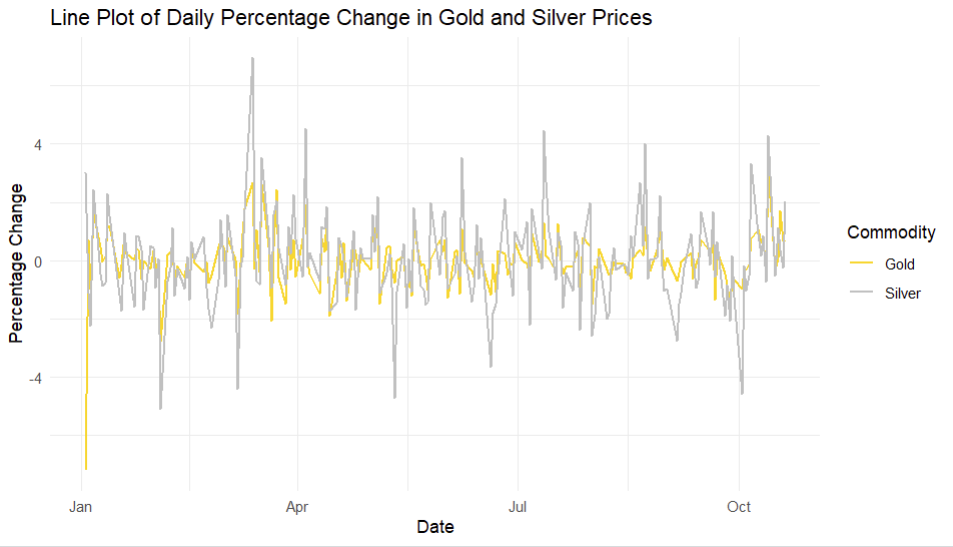 Line Plot of Daily Percentage Change in Gold and Silver Prices
Percentage Change
4
0
-4
Jan
Apr
Jul
Oct
Date
Commodity
Gold
Silver